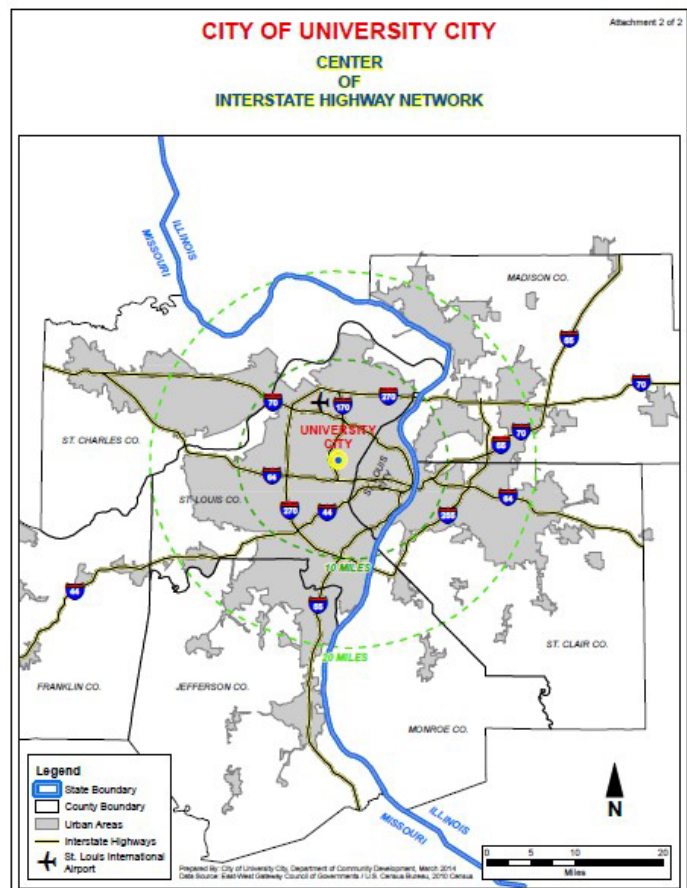 Attachment 2 of 2
CITY OF UNIVERSITY CITY
CENTER
OF
INTERSTATE HIGHWAY NETWORK
ILLINOIS
MISSOURI
MADISON CO.
55
70
70
270
170
UNIVERSITY
CITY
70
55
ST. CHARLES CO.
ST. LOUIS
CITY
64
ST. LOUIS CO.
64
270
44
255
10 MILES
44
55
ST. CLAIR CO.
20 MILES
FRANKLIN CO.
JEFFERSON CO.
MONROE CO.
ILLINOIS
MISSOURI
Legend
State Boundary
County Boundary
Urban Areas
Interstate Highways
St. Louis International
Airport
N
0 5 10 20
Miles
Prepared By: City of University City, Department of Community Development, March 2014
Data Source: East-West Gateway Council of Governments / U.S. Census Bureau, 2010 Census